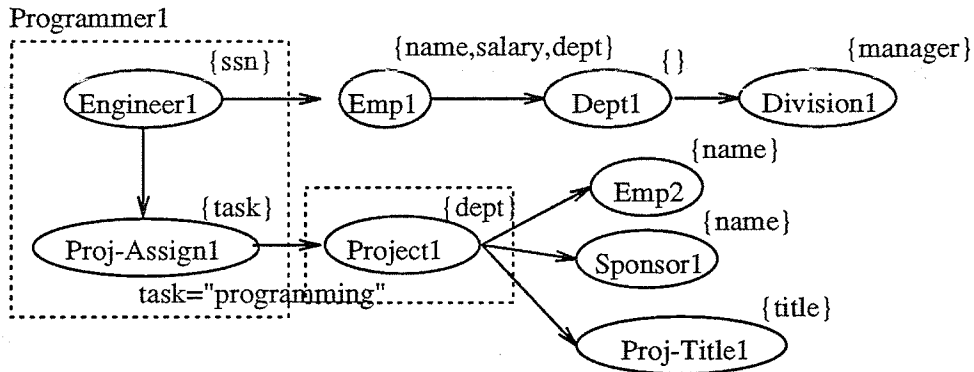 Programmer1
{name,salary,dept}
{manager}
{ssn}
{}
Engineer1
Emp1
Dept1
Division1
{name}
Emp2
{task}
{dept}
{name}
Proj-Assign1
Project1
Sponsor1
task="programming"
{title}
Proj-Title1